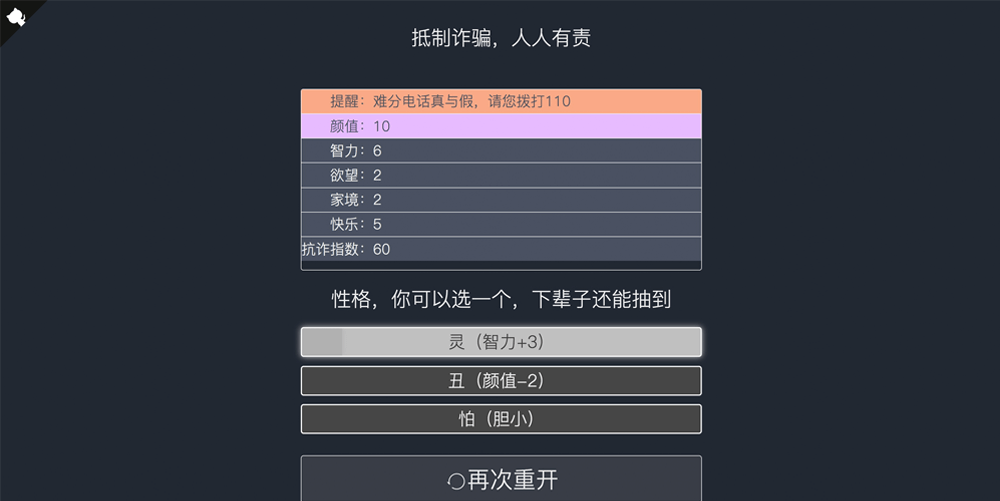 抵制诈骗，人人有责
提醒：难分电话真与假，请您拨打110
颜值：10
智力：6
欲望：2
家境：2
快乐：5
抗诈指数：60
性格，你可以选一个，下辈子还能抽到
灵（智力+3）
丑（颜值-2）
怕（胆小）
再次重开